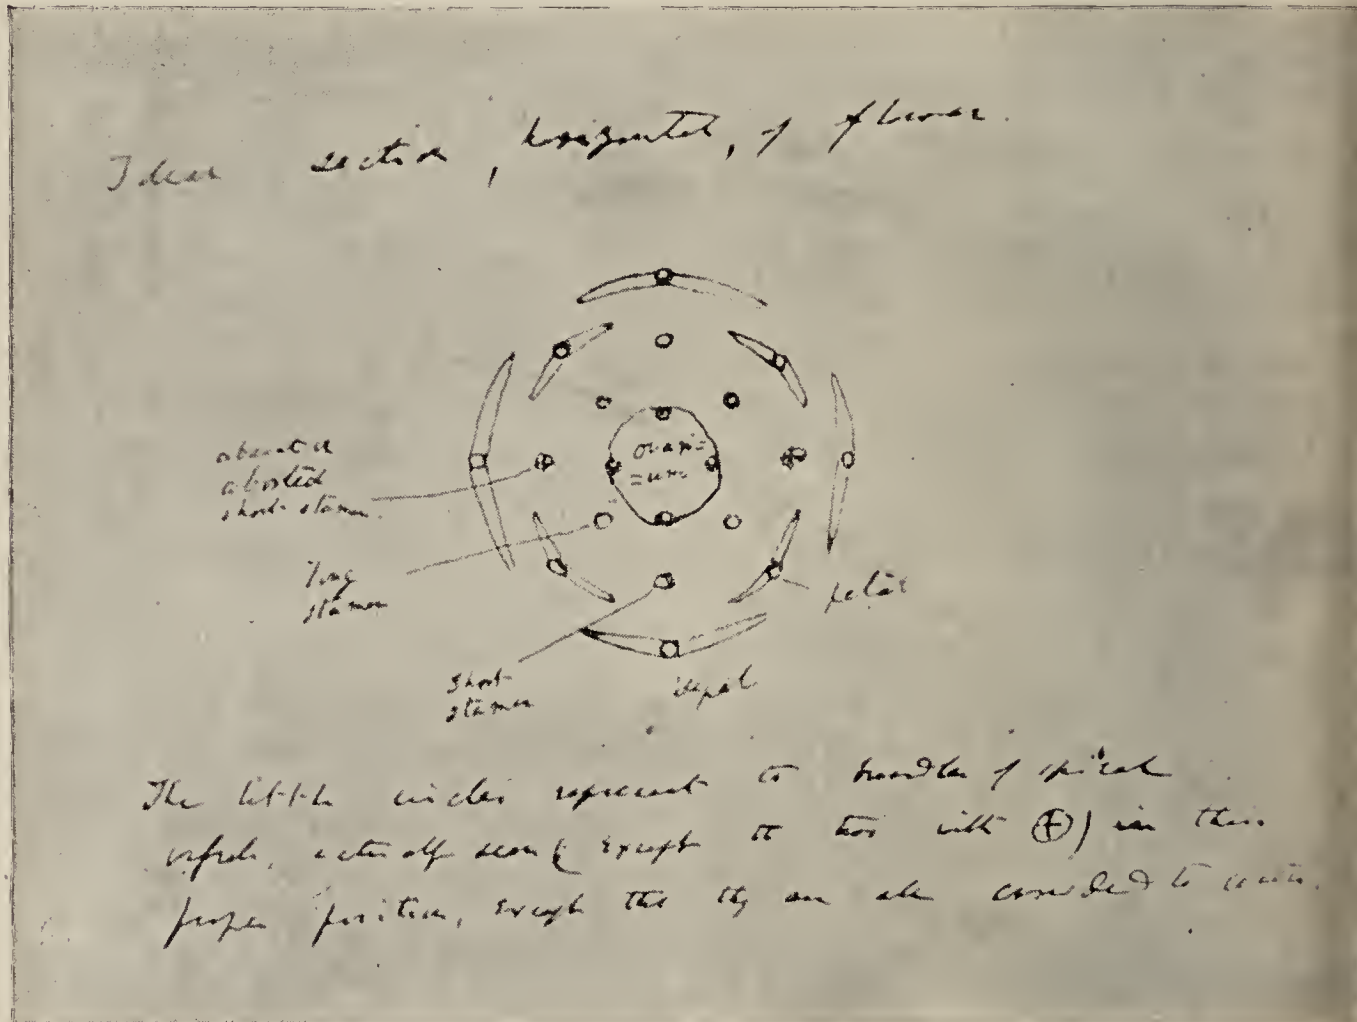 Ideal section, horizontal, of flower.
ovari=
=um
aborted
short-stamen.
long
stamen
petal
short-
stamen
sepal
The little circles represent the bundles of spiral
vessels, actually seen (except the two with ⊕) in their
proper position, except that they are all crowded to centre.